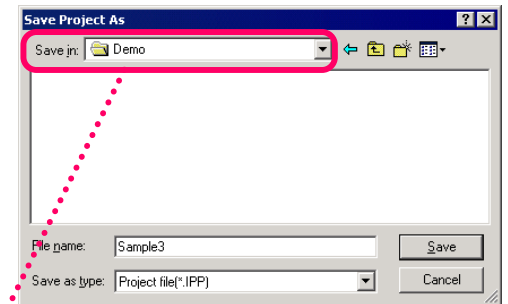 Save Project As
Save in: Demo
File name: Sample3 Save
Save as type: Project file(*.IPP) Cancel